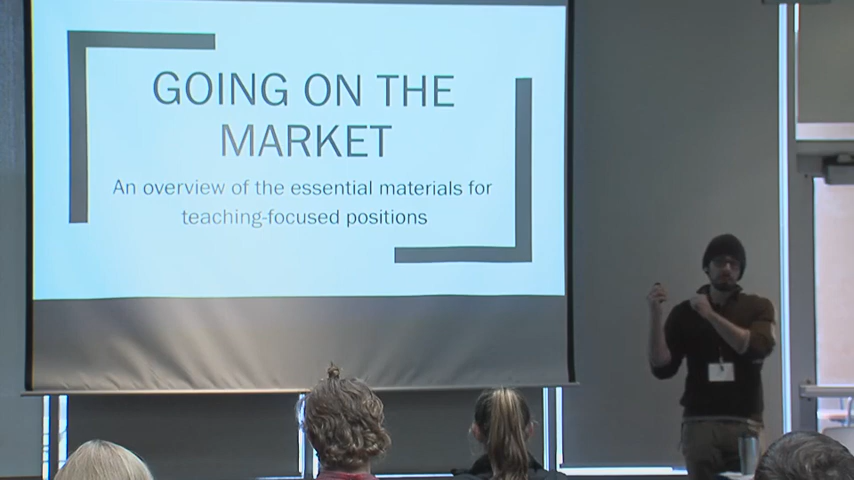 GOING ON THE
MARKET
An overview of the essential materials for
teaching-focused positions